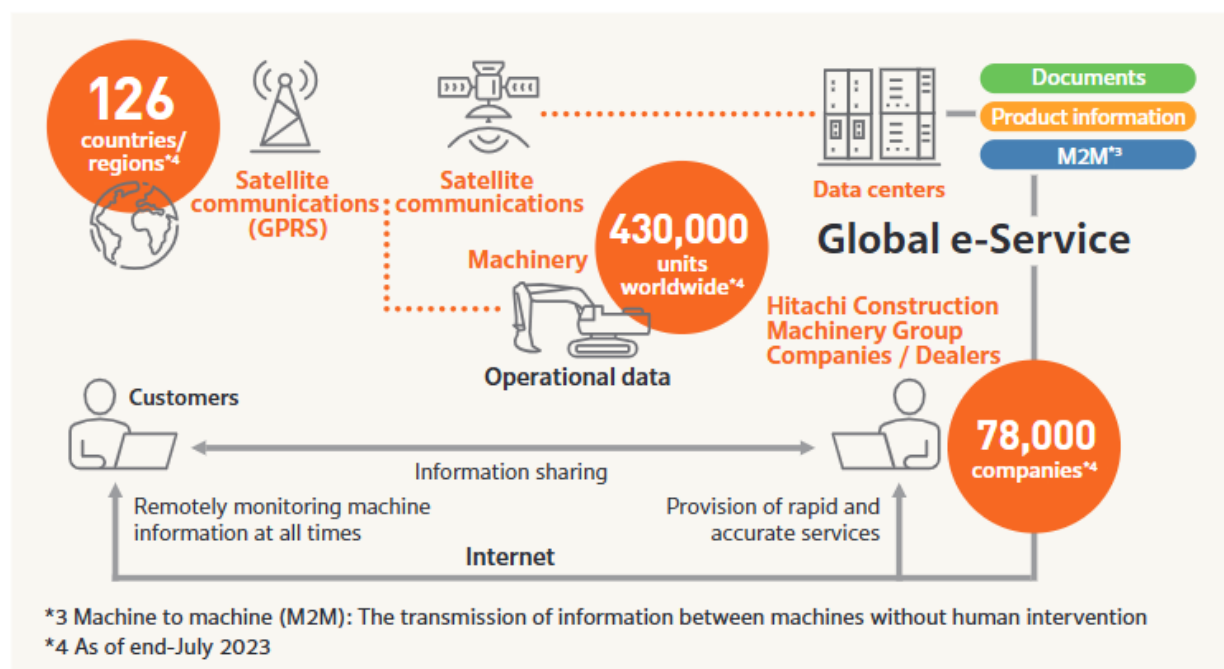 126
countries/
regions*4
Satellite
communications
(GPRS)
Satellite
communications
Data centers
Documents
Product information
M2M*3
Global e-Service
Machinery
430,000
units
worldwide*4
Operational data
Hitachi Construction
Machinery Group
Companies / Dealers
78,000
companies*4
Customers
Information sharing
Remotely monitoring machine
information at all times
Provision of rapid and
accurate services
Internet
*3 Machine to machine (M2M): The transmission of information between machines without human intervention
*4 As of end-July 2023